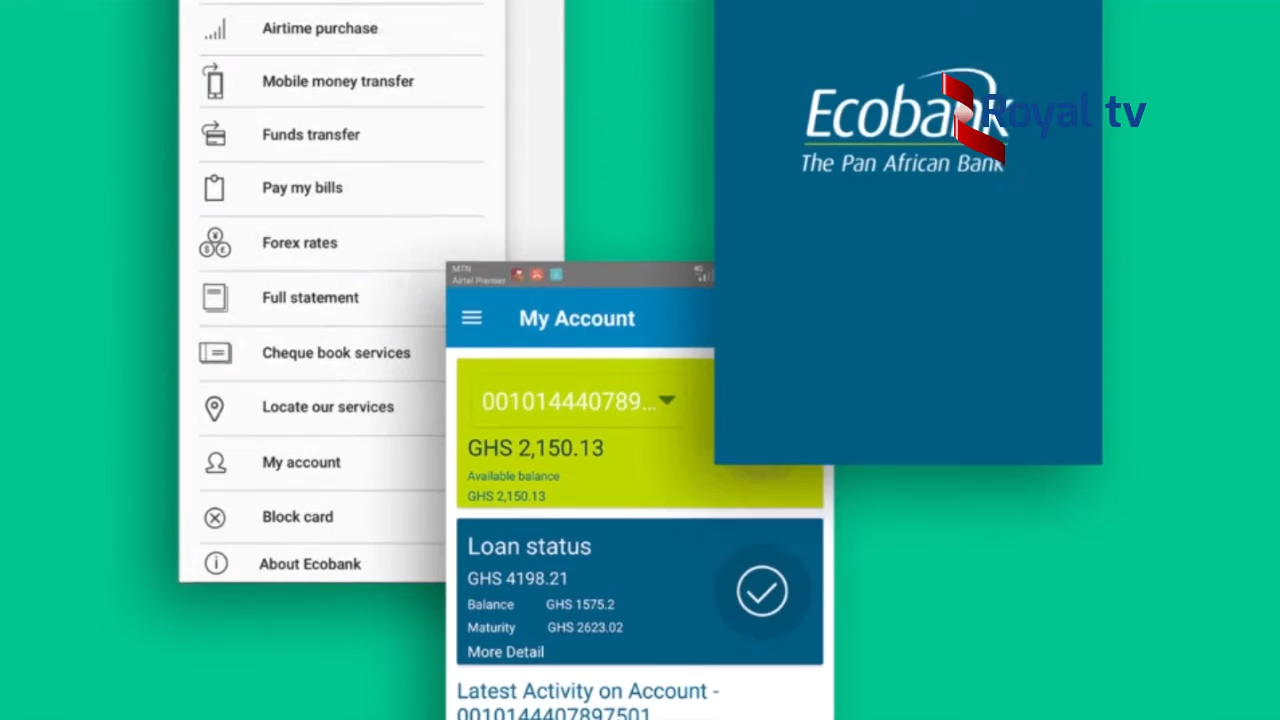 Airtime purchase
Mobile money transfer
Funds transfer
Pay my bills
Forex rates
Full statement
Cheque book services
Locate our services
My account
Block card
About Ecobank
MTN
Airtel Premier
4G
My Account
001014440789...
GHS 2,150.13
Available balance
GHS 2,150.13
Loan status
GHS 4198.21
Balance GHS 1575.2
Maturity GHS 2623.02
More Detail
Latest Activity on Account -
0010144407897501
Ecobank
The Pan African Bank
Royal tv